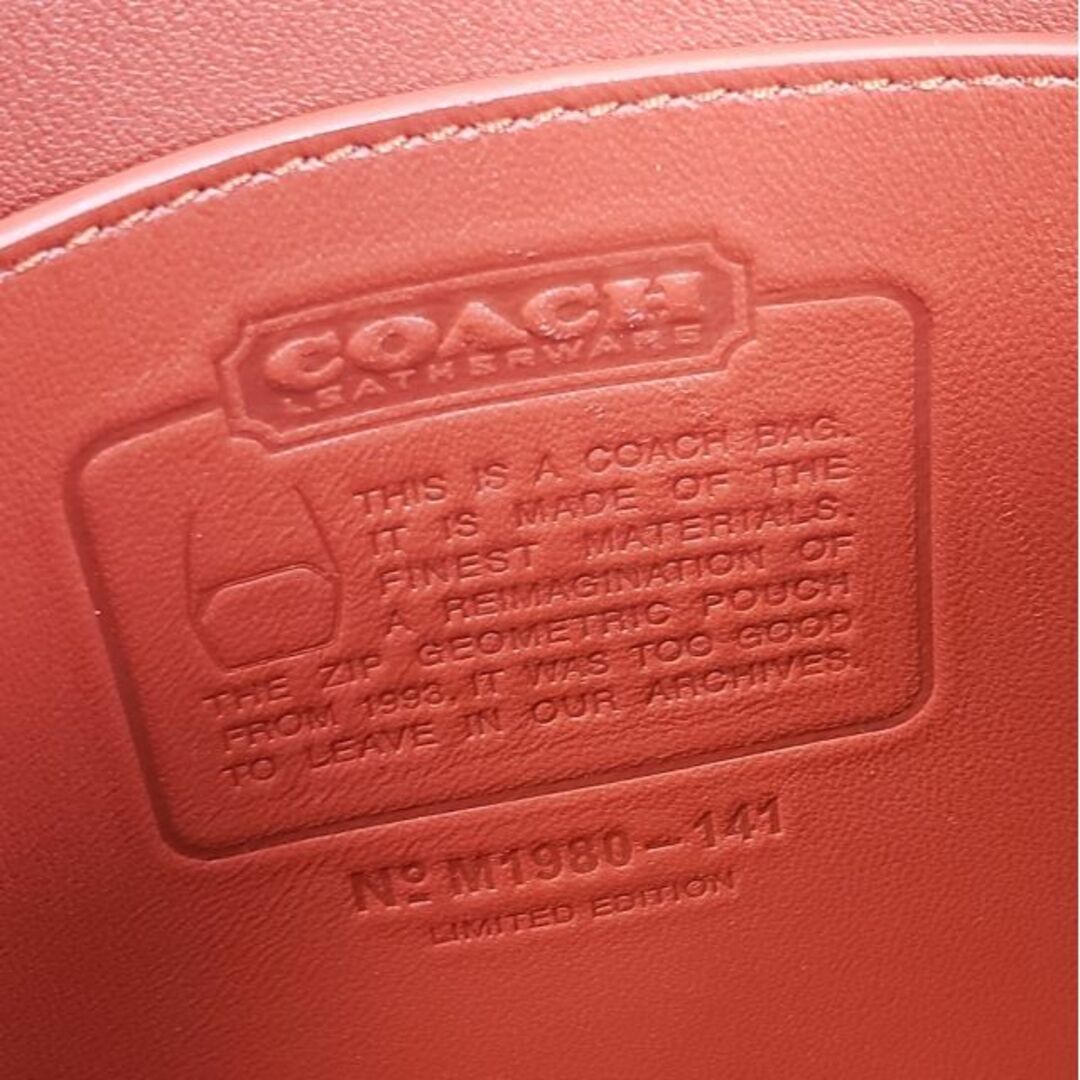 COACH
LEATHERWARE
THIS IS A COACH BAG.
IT IS MADE OF THE
FINEST MATERIALS.
A REIMAGINATION OF
THE ZIP GEOMETRIC POUCH
FROM 1993. IT WAS TOO GOOD
TO LEAVE IN OUR ARCHIVES.
Nº M1980-141
LIMITED EDITION